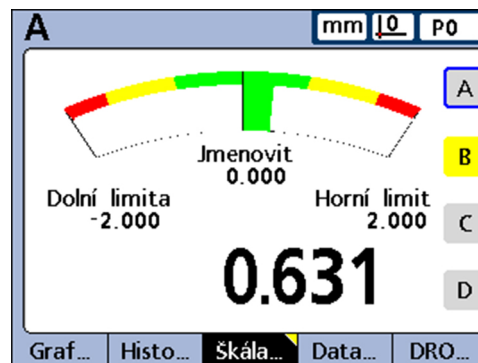 A mm 0 P0
A
Jmenovit
0.000
B
Dolní limita Horní limit
-2.000 2.000
C
0.631
D
Graf... Histo... Škála... Data... DRO...